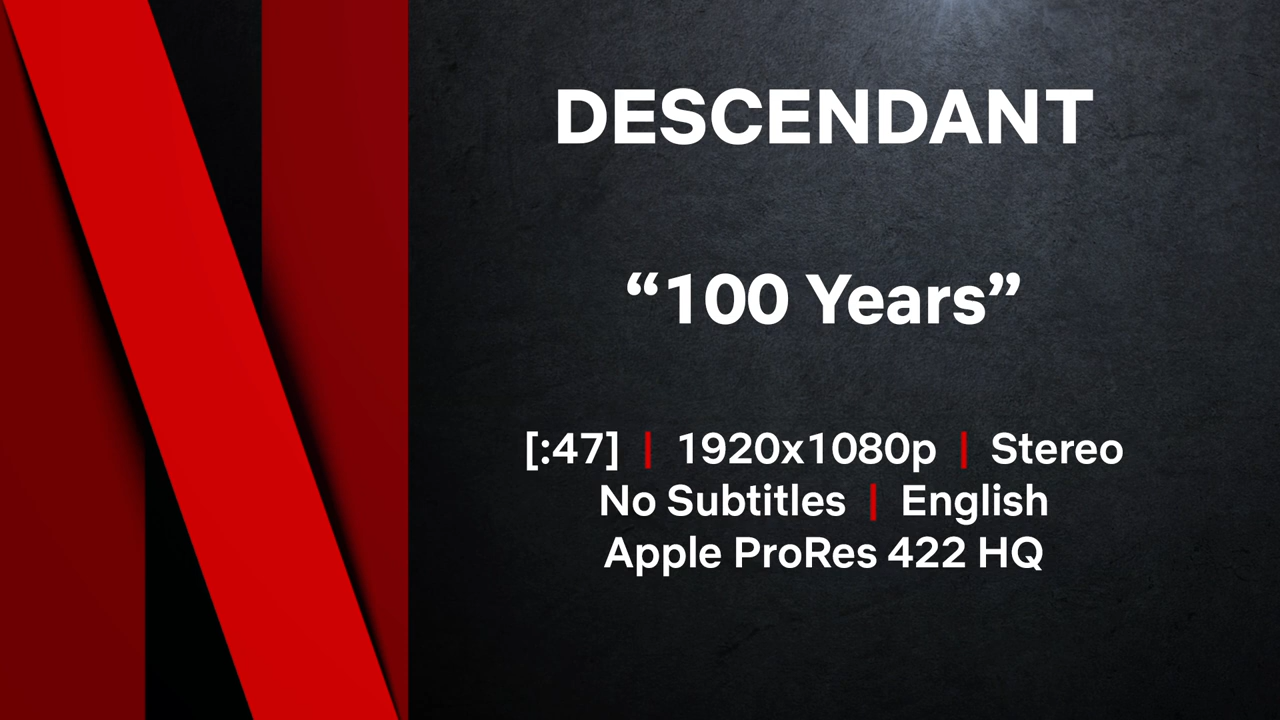 DESCENDANT
“100 Years”
[:47] | 1920x1080p | Stereo
No Subtitles | English
Apple ProRes 422 HQ